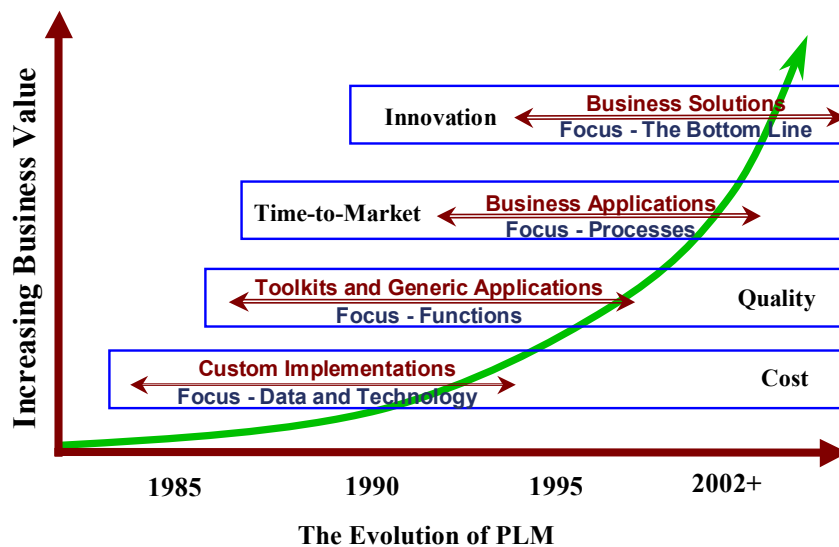 Increasing Business Value
Innovation
Business Solutions
Focus - The Bottom Line
Time-to-Market
Business Applications
Focus - Processes
Toolkits and Generic Applications
Focus - Functions
Quality
Custom Implementations
Focus - Data and Technology
Cost
1985 1990 1995 2002+
The Evolution of PLM